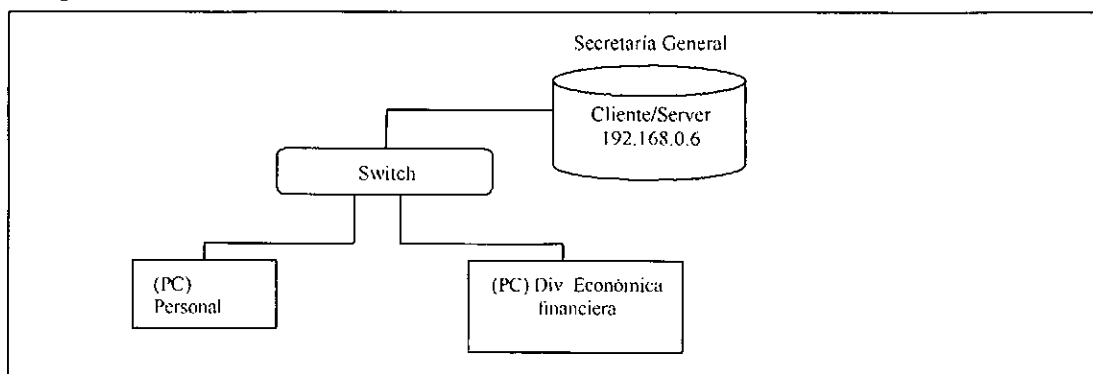 Secretaría General
Cliente/Server
192.168.0.6
Switch
(PC)
Personal
(PC) Div Económica
financiera